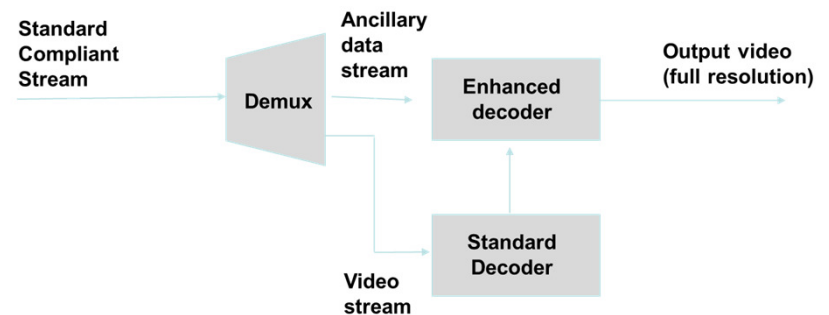 Standard
Compliant
Stream
Demux
Ancillary
data
stream
Enhanced
decoder
Output video
(full resolution)
Video
stream
Standard
Decoder